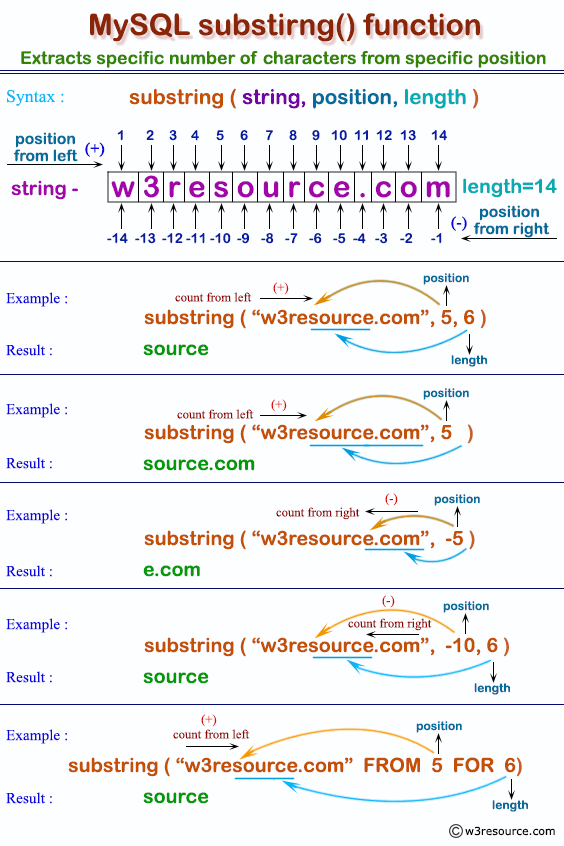 MySQL substirng() function
Extracts specific number of characters from specific position
Syntax : substring ( string, position, length )
position from left (+) 1 2 3 4 5 6 7 8 9 10 11 12 13 14
string - w3resource.com length=14
-14 -13 -12 -11 -10 -9 -8 -7 -6 -5 -4 -3 -2 -1 (-) position from right
position
Example : count from left (+)
substring ( “w3resource.com”, 5, 6 )
Result : source length
position
Example : count from left (+)
substring ( “w3resource.com”, 5 )
Result : source.com
(-) position
Example : count from right
substring ( “w3resource.com”, -5 )
Result : e.com
(-) position
Example : count from right
substring ( “w3resource.com”, -10, 6 )
Result : source length
(+) position
Example : count from left
substring ( “w3resource.com” FROM 5 FOR 6)
Result : source length
© w3resource.com